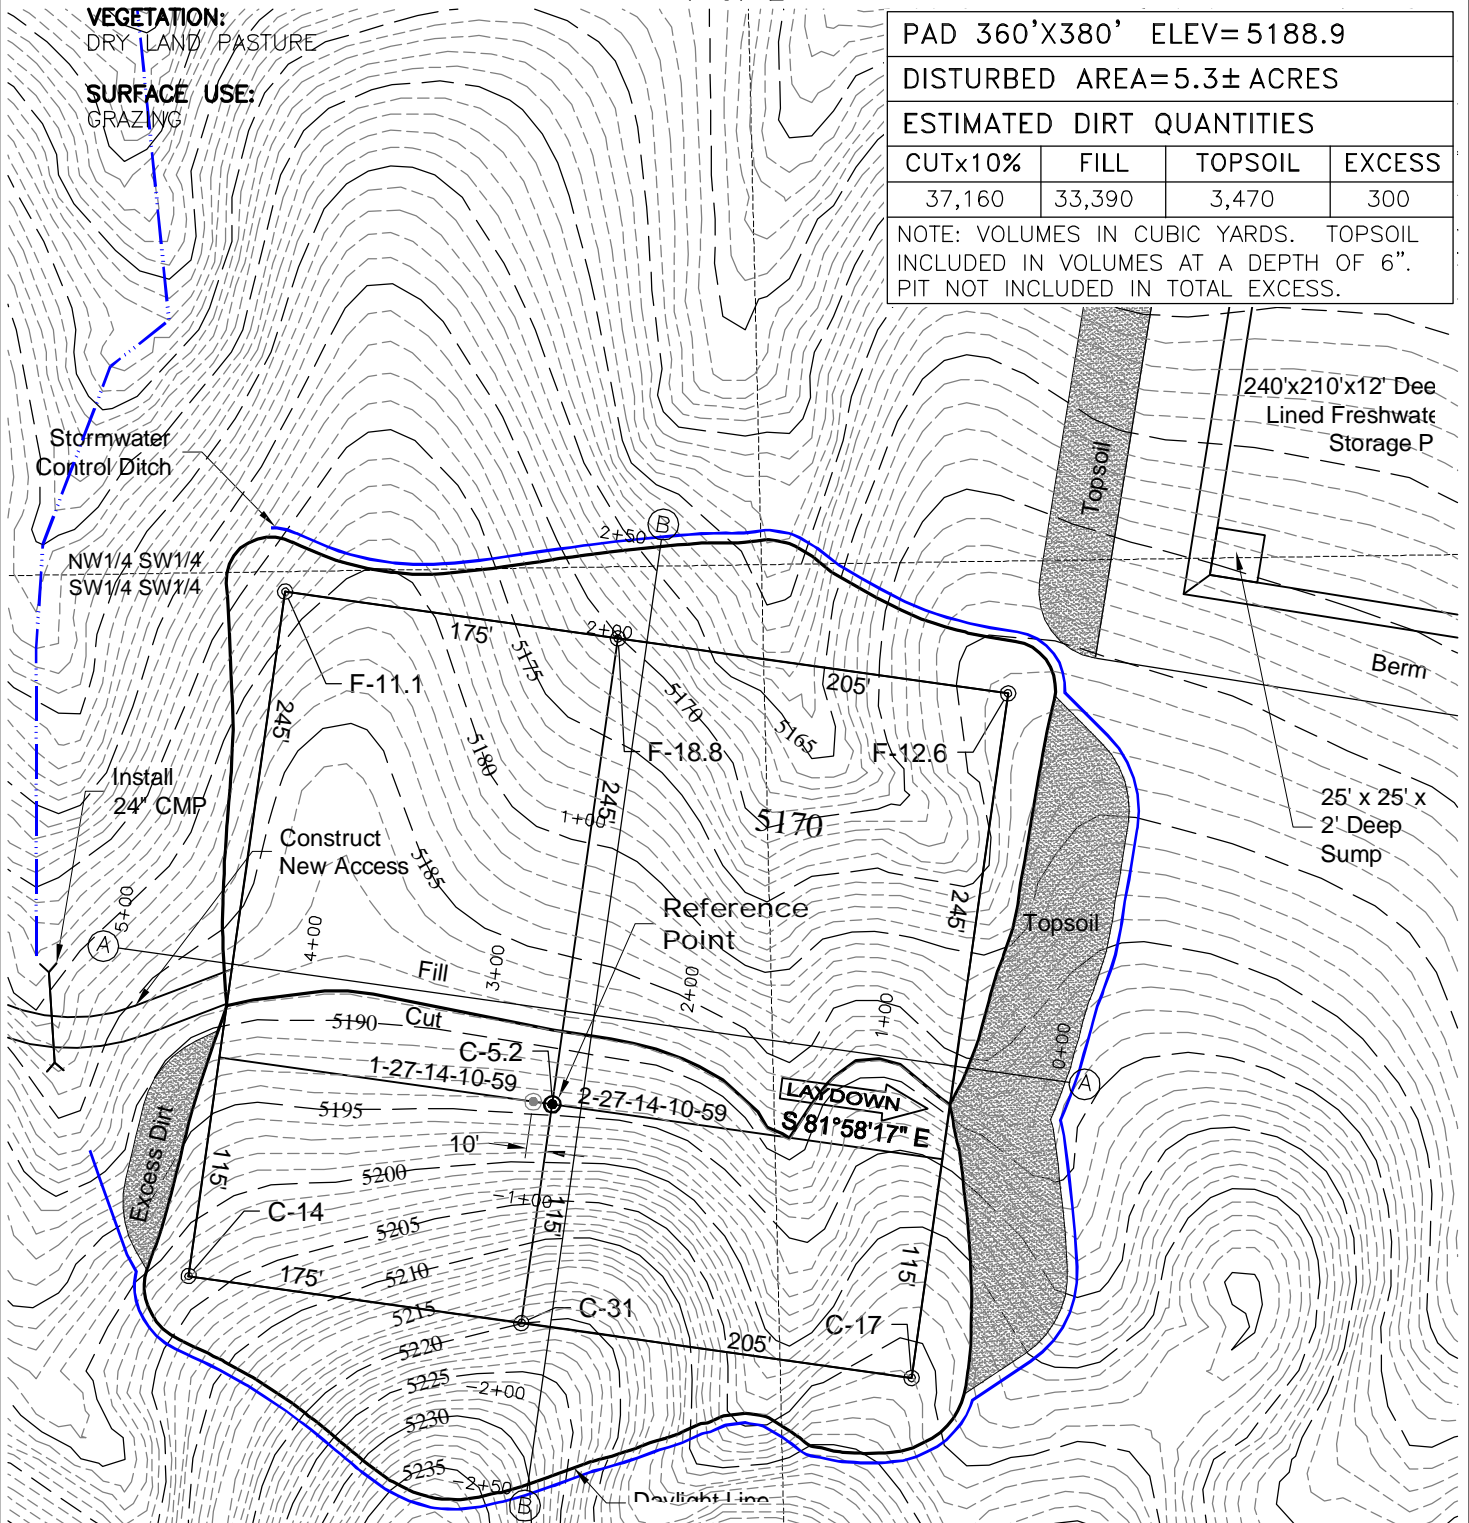 VEGETATION:
DRY LAND PASTURE
SURFACE USE:
GRAZING
PAD 360'X380' ELEV=5188.9
DISTURBED AREA=5.3± ACRES
ESTIMATED DIRT QUANTITIES
CUTx10% FILL TOPSOIL EXCESS
37,160 33,390 3,470 300
NOTE: VOLUMES IN CUBIC YARDS. TOPSOIL
INCLUDED IN VOLUMES AT A DEPTH OF 6".
PIT NOT INCLUDED IN TOTAL EXCESS.
240'x210'x12' Dee
Lined Freshwate
Storage P
Topsoil
Stormwater
Control Ditch
B
2+50
NW1/4 SW1/4
SW1/4 SW1/4
175'
2+00
5175
F-11.1
245'
5170
205'
5165
F-18.8
F-12.6
Berm
5180
Install
24" CMP
245'
1+00
5170
25' x 25' x
2' Deep
Sump
Construct
New Access
5185
5+00
A
4+00
Reference
Point
245'
Topsoil
Fill
3+00
2+00
1+00
0+00
5190
Cut
C-5.2
1-27-14-10-59
2-27-14-10-59
LAYDOWN
S 81°58'17" E
A
5195
10'
Excess Dirt
115'
5200
-1+00
115'
C-14
5205
175'
5210
115'
5215
C-31
C-17
5220
205'
5225
-2+00
5230
5235
-2+50
B
Daylight Line